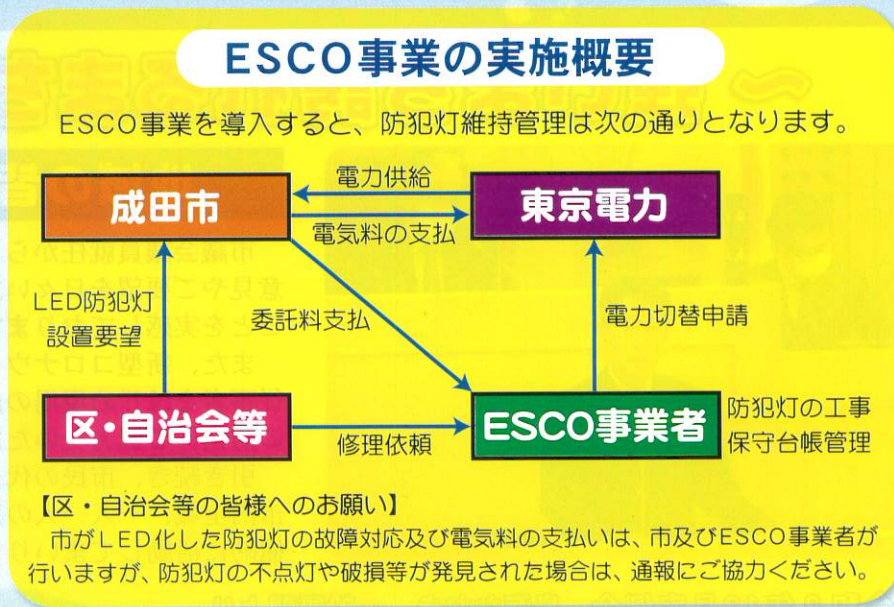 ESCO事業の実施概要
ESCO事業を導入すると、防犯灯維持管理は次の通りとなります。
成田市
電力供給
電気料の支払
東京電力
LED防犯灯
設置要望
委託料支払
電力切替申請
区・自治会等
修理依頼
ESCO事業者
防犯灯の工事
保守台帳管理
【区・自治会等の皆様へのお願い】
市がLED化した防犯灯の故障対応及び電気料の支払いは、市及びESCO事業者が
行いますが、防犯灯の不点灯や破損等が発見された場合は、通報にご協力ください。